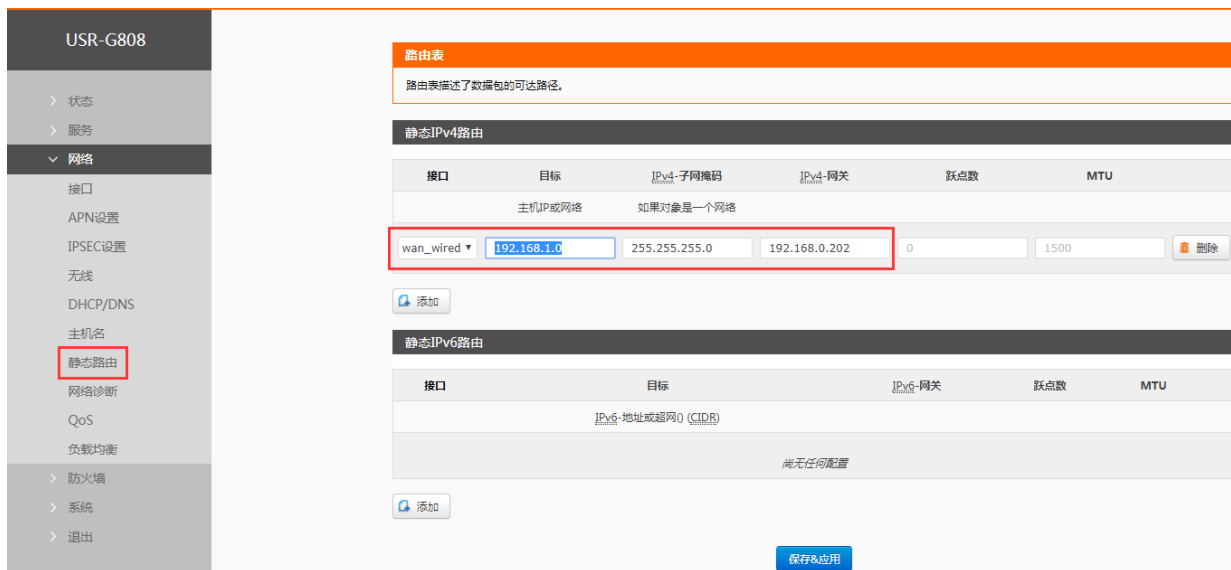 USR-G808
状态
服务
网络
接口
APN设置
IPSEC设置
无线
DHCP/DNS
主机名
静态路由
网络诊断
QoS
负载均衡
防火墙
系统
退出
路由表
路由表描述了数据包的可达路径。
静态IPv4路由
接口 目标 IPv4-子网掩码 IPv4-网关 跃点数 MTU
主机IP或网络 如果对象是一个网络
wan_wired 192.168.1.0 255.255.255.0 192.168.0.202 0 1500 删除
添加
静态IPv6路由
接口 目标 IPv6-网关 跃点数 MTU
IPv6-地址或超网() (CIDR)
尚无任何配置
添加
保存&应用